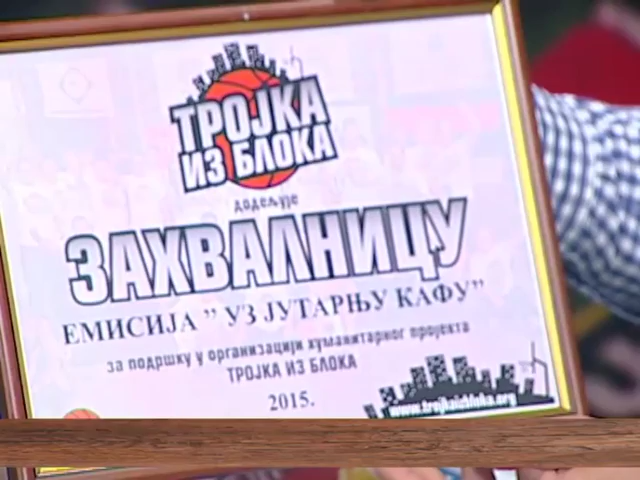 ТРОЈКА
ИЗ БЛОКА
додељује
ЗАХВАЛНИЦУ
ЕМИСИЈА " УЗ ЈУТАРЊУ КАФУ"
за подршку у организацији хуманитарног пројекта
ТРОЈКА ИЗ БЛОКА
2015.
www.trojkaizbloka.org